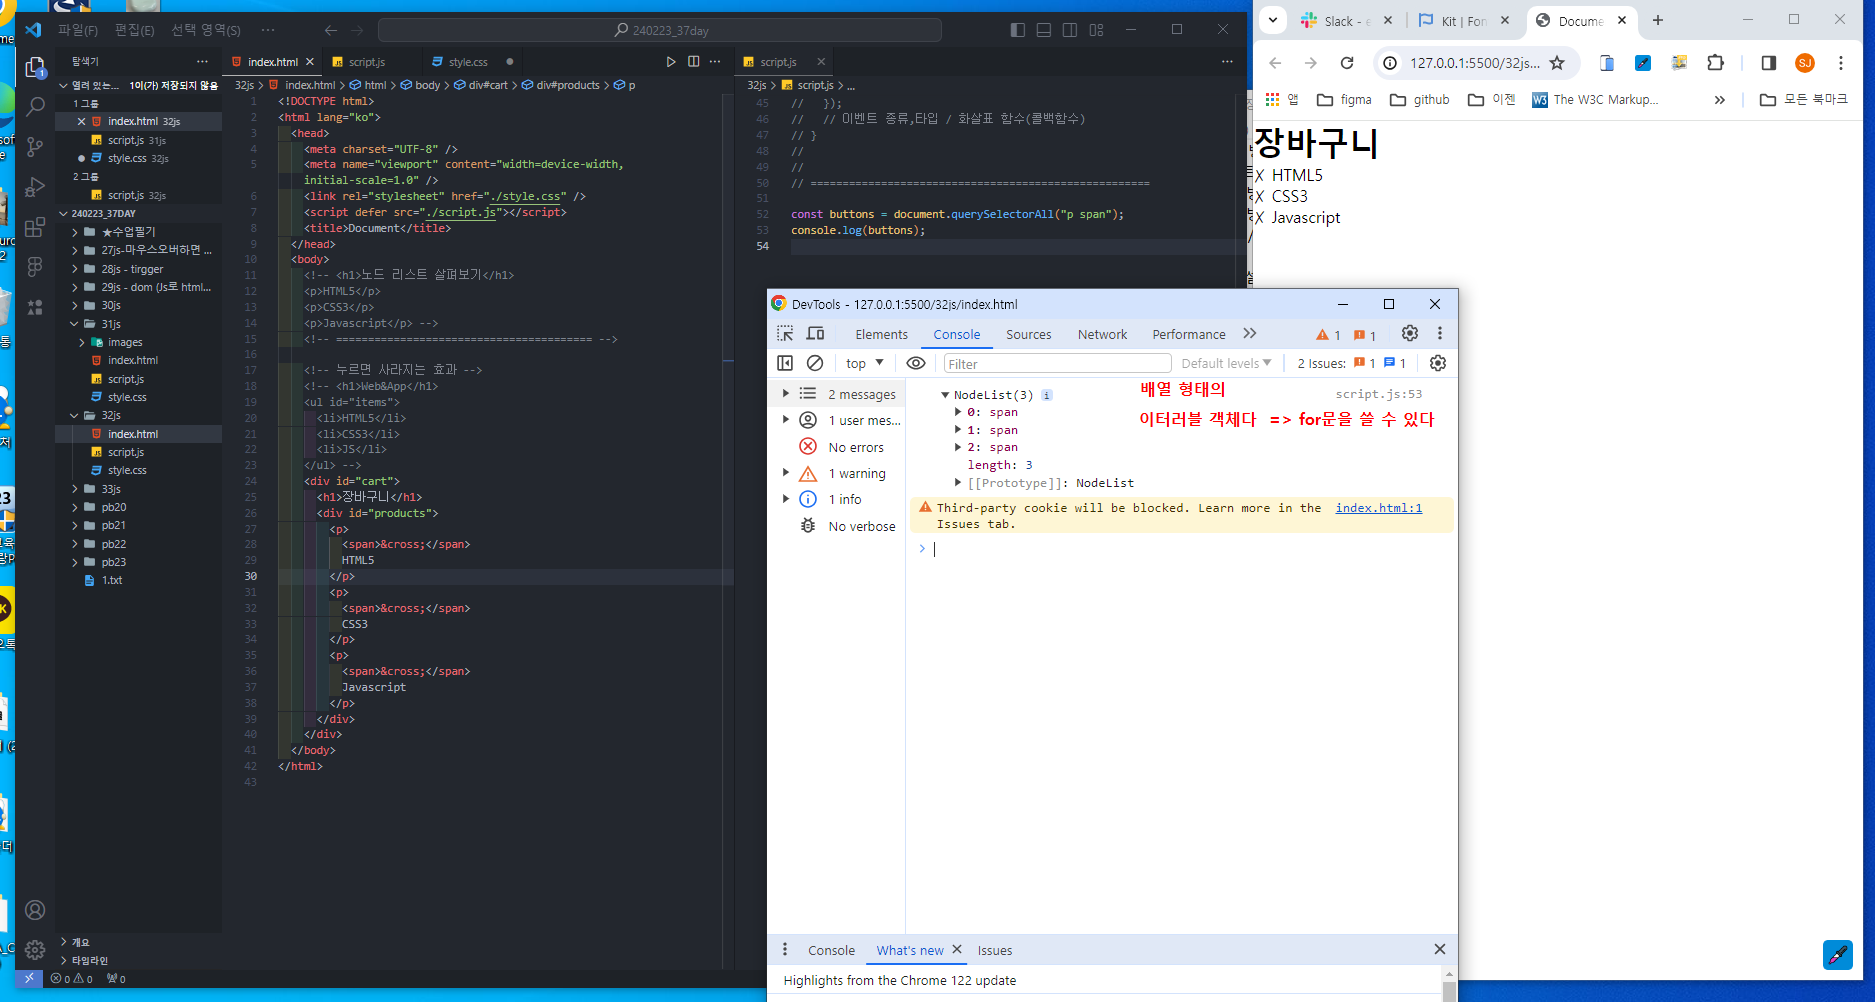 파일(F) 편집(E) 선택 영역(S) ··· 240223_37day
탐색기 ···
열려 있는... 1이(가) 저장되지 않음
1 그룹
index.html 32js
script.js 31js
style.css 32js
2 그룹
script.js 32js
240223_37DAY
★수업필기
27js-마우스오버하면 ...
28js - tirgger
29js - dom (Js로 html...
30js
31js
images
index.html
script.js
style.css
32js
index.html
script.js
style.css
33js
pb20
pb21
pb22
pb23
1.txt
개요
타임라인
0 0 0
index.html script.js style.css ···
32js > index.html > html > body > div#cart > div#products > p
1 <!DOCTYPE html>
2 <html lang="ko">
3 <head>
4 <meta charset="UTF-8" />
5 <meta name="viewport" content="width=device-width,
initial-scale=1.0" />
6 <link rel="stylesheet" href="./style.css" />
7 <script defer src="./script.js"></script>
8 <title>Document</title>
9 </head>
10 <body>
11 <!-- <h1>노드 리스트 살펴보기</h1>
12 <p>HTML5</p>
13 <p>CSS3</p>
14 <p>Javascript</p> -->
15 <!-- ======================================== -->
16
17 <!-- 누르면 사라지는 효과 -->
18 <!-- <h1>Web&App</h1>
19 <ul id="items">
20 <li>HTML5</li>
21 <li>CSS3</li>
22 <li>JS</li>
23 </ul> -->
24 <div id="cart">
25 <h1>장바구니</h1>
26 <div id="products">
27 <p>
28 <span>&cross;</span>
29 HTML5
30 </p>
31 <p>
32 <span>&cross;</span>
33 CSS3
34 </p>
35 <p>
36 <span>&cross;</span>
37 Javascript
38 </p>
39 </div>
40 </div>
41 </body>
42 </html>
43
script.js ···
32js > script.js > ...
45 // });
46 // // 이벤트 종류,타입 / 화살표 함수(콜백함수)
47 // }
48 //
49 //
50 // =====================================================
51
52 const buttons = document.querySelectorAll("p span");
53 console.log(buttons);
54
DevTools - 127.0.0.1:5500/32js/index.html
Elements Console Sources Network Performance 1 1
top Filter Default levels 2 Issues: 1 1
2 messages
1 user mes...
No errors
1 warning
1 info
No verbose
NodeList(3) i script.js:53
배열 형태의
0: span
이터러블 객체다 => for문을 쓸 수 있다
1: span
2: span
length: 3
[[Prototype]]: NodeList
Third-party cookie will be blocked. Learn more in the index.html:1
Issues tab.
Console What's new Issues
Highlights from the Chrome 122 update
Slack - e Kit | Fon Docume
127.0.0.1:5500/32js... SJ
앱 figma github 이젠 W3 The W3C Markup... 모든 북마크
장바구니
✗ HTML5
✗ CSS3
✗ Javascript